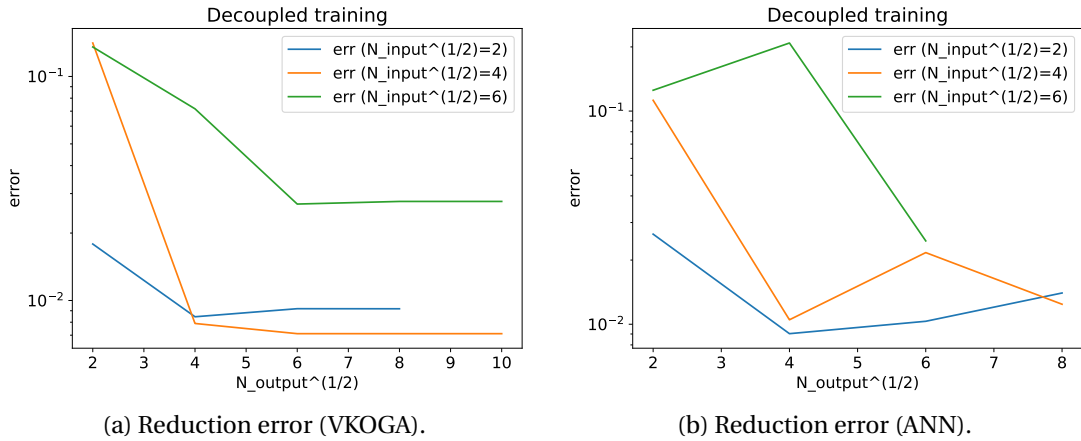 Decoupled training
err (N_input^(1/2)=2)
err (N_input^(1/2)=4)
err (N_input^(1/2)=6)
10^{-1}
10^{-2}
error
2 3 4 5 6 7 8 9 10
N_output^(1/2)
(a) Reduction error (VKOGA).
Decoupled training
err (N_input^(1/2)=2)
err (N_input^(1/2)=4)
err (N_input^(1/2)=6)
10^{-1}
10^{-2}
error
2 3 4 5 6 7 8
N_output^(1/2)
(b) Reduction error (ANN).